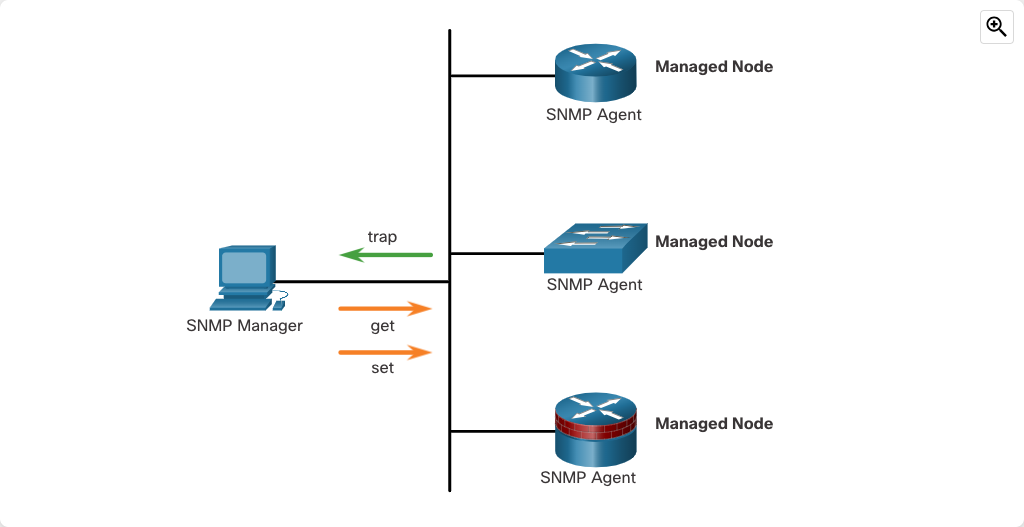 Managed Node
SNMP Agent
trap
Managed Node
SNMP Agent
SNMP Manager
get
set
Managed Node
SNMP Agent